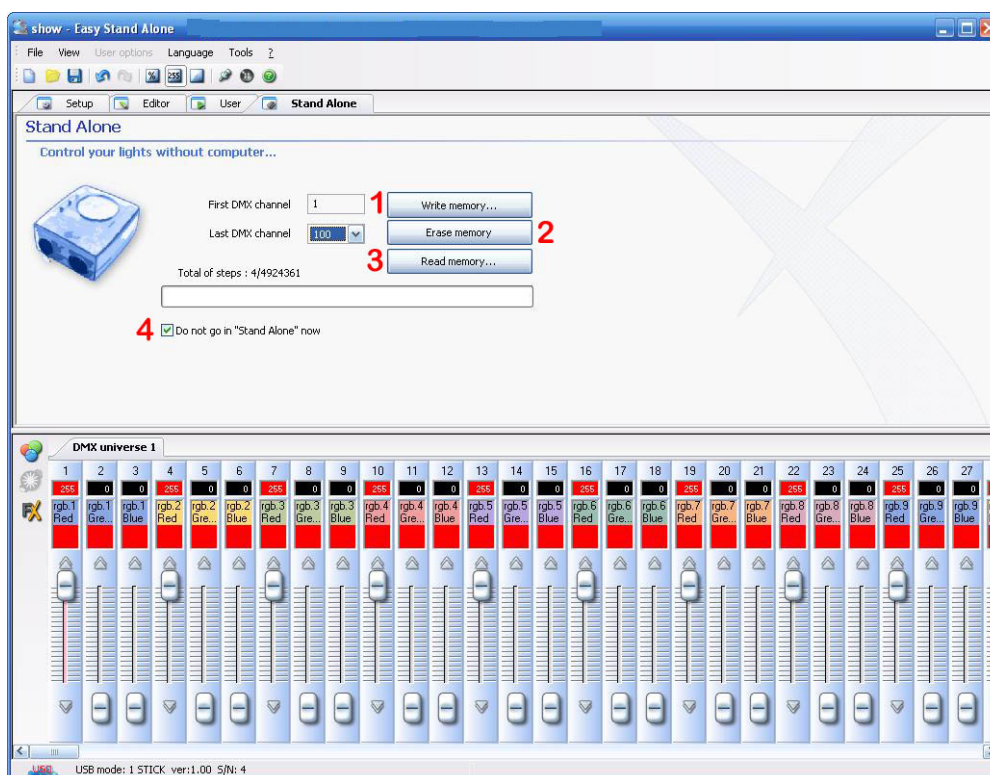 show - Easy Stand Alone
File View User options Language Tools ?
% 255
Setup Editor User Stand Alone
Stand Alone
Control your lights without computer...
First DMX channel 1 1 Write memory...
Last DMX channel 100 Erase memory 2
3 Read memory...
Total of steps : 4/4924361
4 Do not go in "Stand Alone" now
DMX universe 1
1 2 3 4 5 6 7 8 9 10 11 12 13 14 15 16 17 18 19 20 21 22 23 24 25 26 27
255 0 0 255 0 0 255 0 0 255 0 0 255 0 0 255 0 0 255 0 0 255 0 0 255 0 0
FX rgb.1 rgb.1 rgb.1 rgb.2 rgb.2 rgb.2 rgb.3 rgb.3 rgb.3 rgb.4 rgb.4 rgb.4 rgb.5 rgb.5 rgb.5 rgb.6 rgb.6 rgb.6 rgb.7 rgb.7 rgb.7 rgb.8 rgb.8 rgb.8 rgb.9 rgb.9 rgb.9
Red Gre... Blue Red Gre... Blue Red Gre... Blue Red Gre... Blue Red Gre... Blue Red Gre... Blue Red Gre... Blue Red Gre... Blue Red Gre... Blue
USB USB mode: 1 STICK ver:1.00 S/N: 4